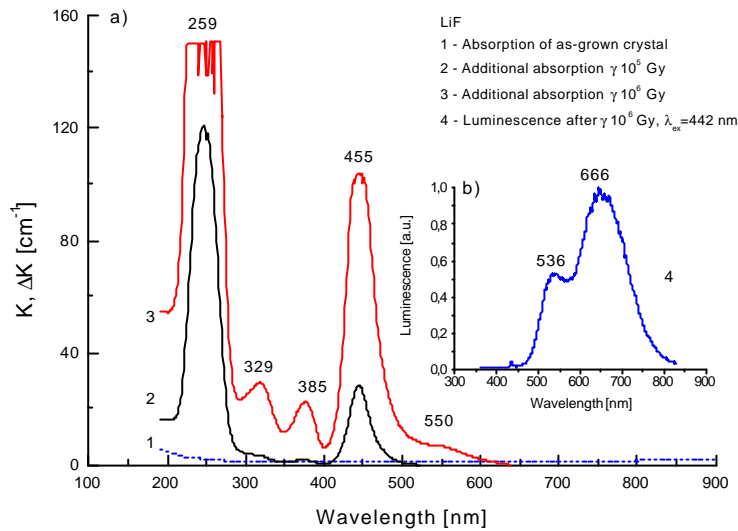 160
120
80
40
0
K, ΔK [cm⁻¹]
a)
259
329
385
455
550
3
2
1
100 200 300 400 500 600 700 800 900
Wavelength [nm]
LiF
1 - Absorption of as-grown crystal
2 - Additional absorption γ 10⁵ Gy
3 - Additional absorption γ 10⁶ Gy
4 - Luminescence after γ 10⁶ Gy, λₑₓ=442 nm
b)
666
536
4
1,0
0,8
0,6
0,4
0,2
0,0
Luminescence [a.u.]
300 400 500 600 700 800 900
Wavelength [nm]